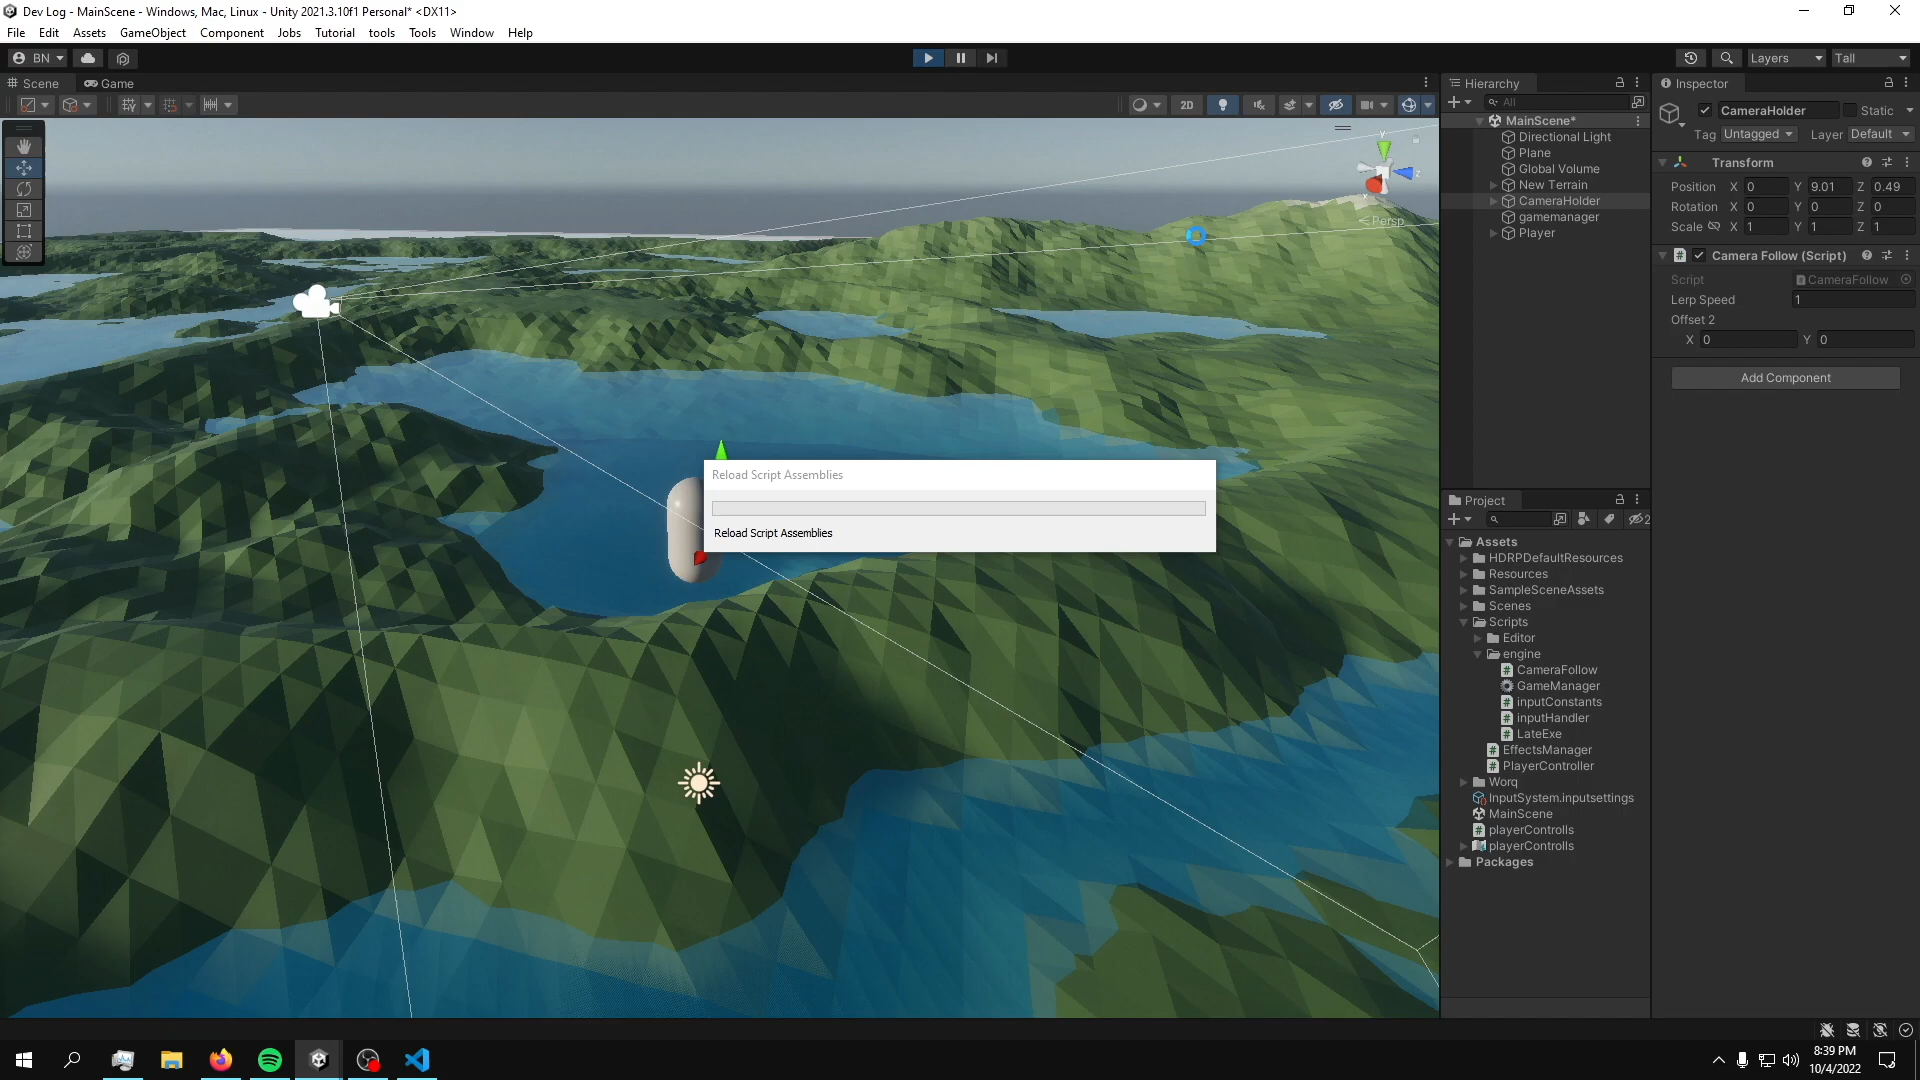 Dev Log - MainScene - Windows, Mac, Linux - Unity 2021.3.10f1 Personal* <DX11>
File Edit Assets GameObject Component Jobs Tutorial tools Tools Window Help
BN
Layers
Tall
Scene
Game
2D
Persp
y
z
x
Reload Script Assemblies
Reload Script Assemblies
Hierarchy
All
MainScene*
Directional Light
Plane
Global Volume
New Terrain
CameraHolder
gamemanager
Player
Project
2
Assets
HDRPDefaultResources
Resources
SampleSceneAssets
Scenes
Scripts
Editor
engine
CameraFollow
GameManager
inputConstants
inputHandler
LateExe
EffectsManager
PlayerController
Worq
InputSystem.inputsettings
MainScene
playerControlls
playerControlls
Packages
Inspector
CameraHolder Static
Tag Untagged Layer Default
Transform
Position X 0 Y 9.01 Z 0.49
Rotation X 0 Y 0 Z 0
Scale X 1 Y 1 Z 1
Camera Follow (Script)
Script CameraFollow
Lerp Speed 1
Offset 2
X 0 Y 0
Add Component
8:39 PM
10/4/2022